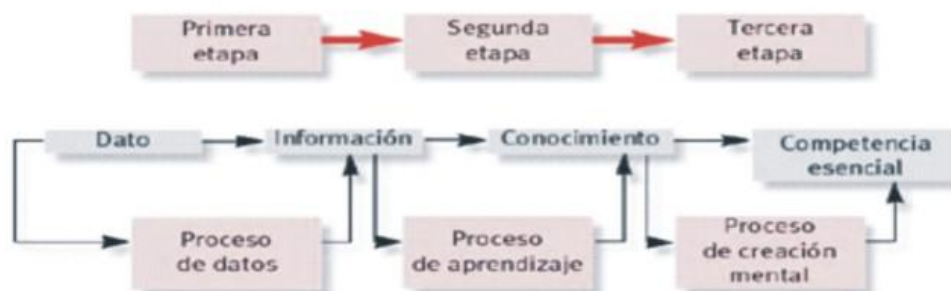 Primera
etapa
Segunda
etapa
Tercera
etapa
Dato
Información
Conocimiento
Competencia
esencial
Proceso
de datos
Proceso
de aprendizaje
Proceso
de creación
mental